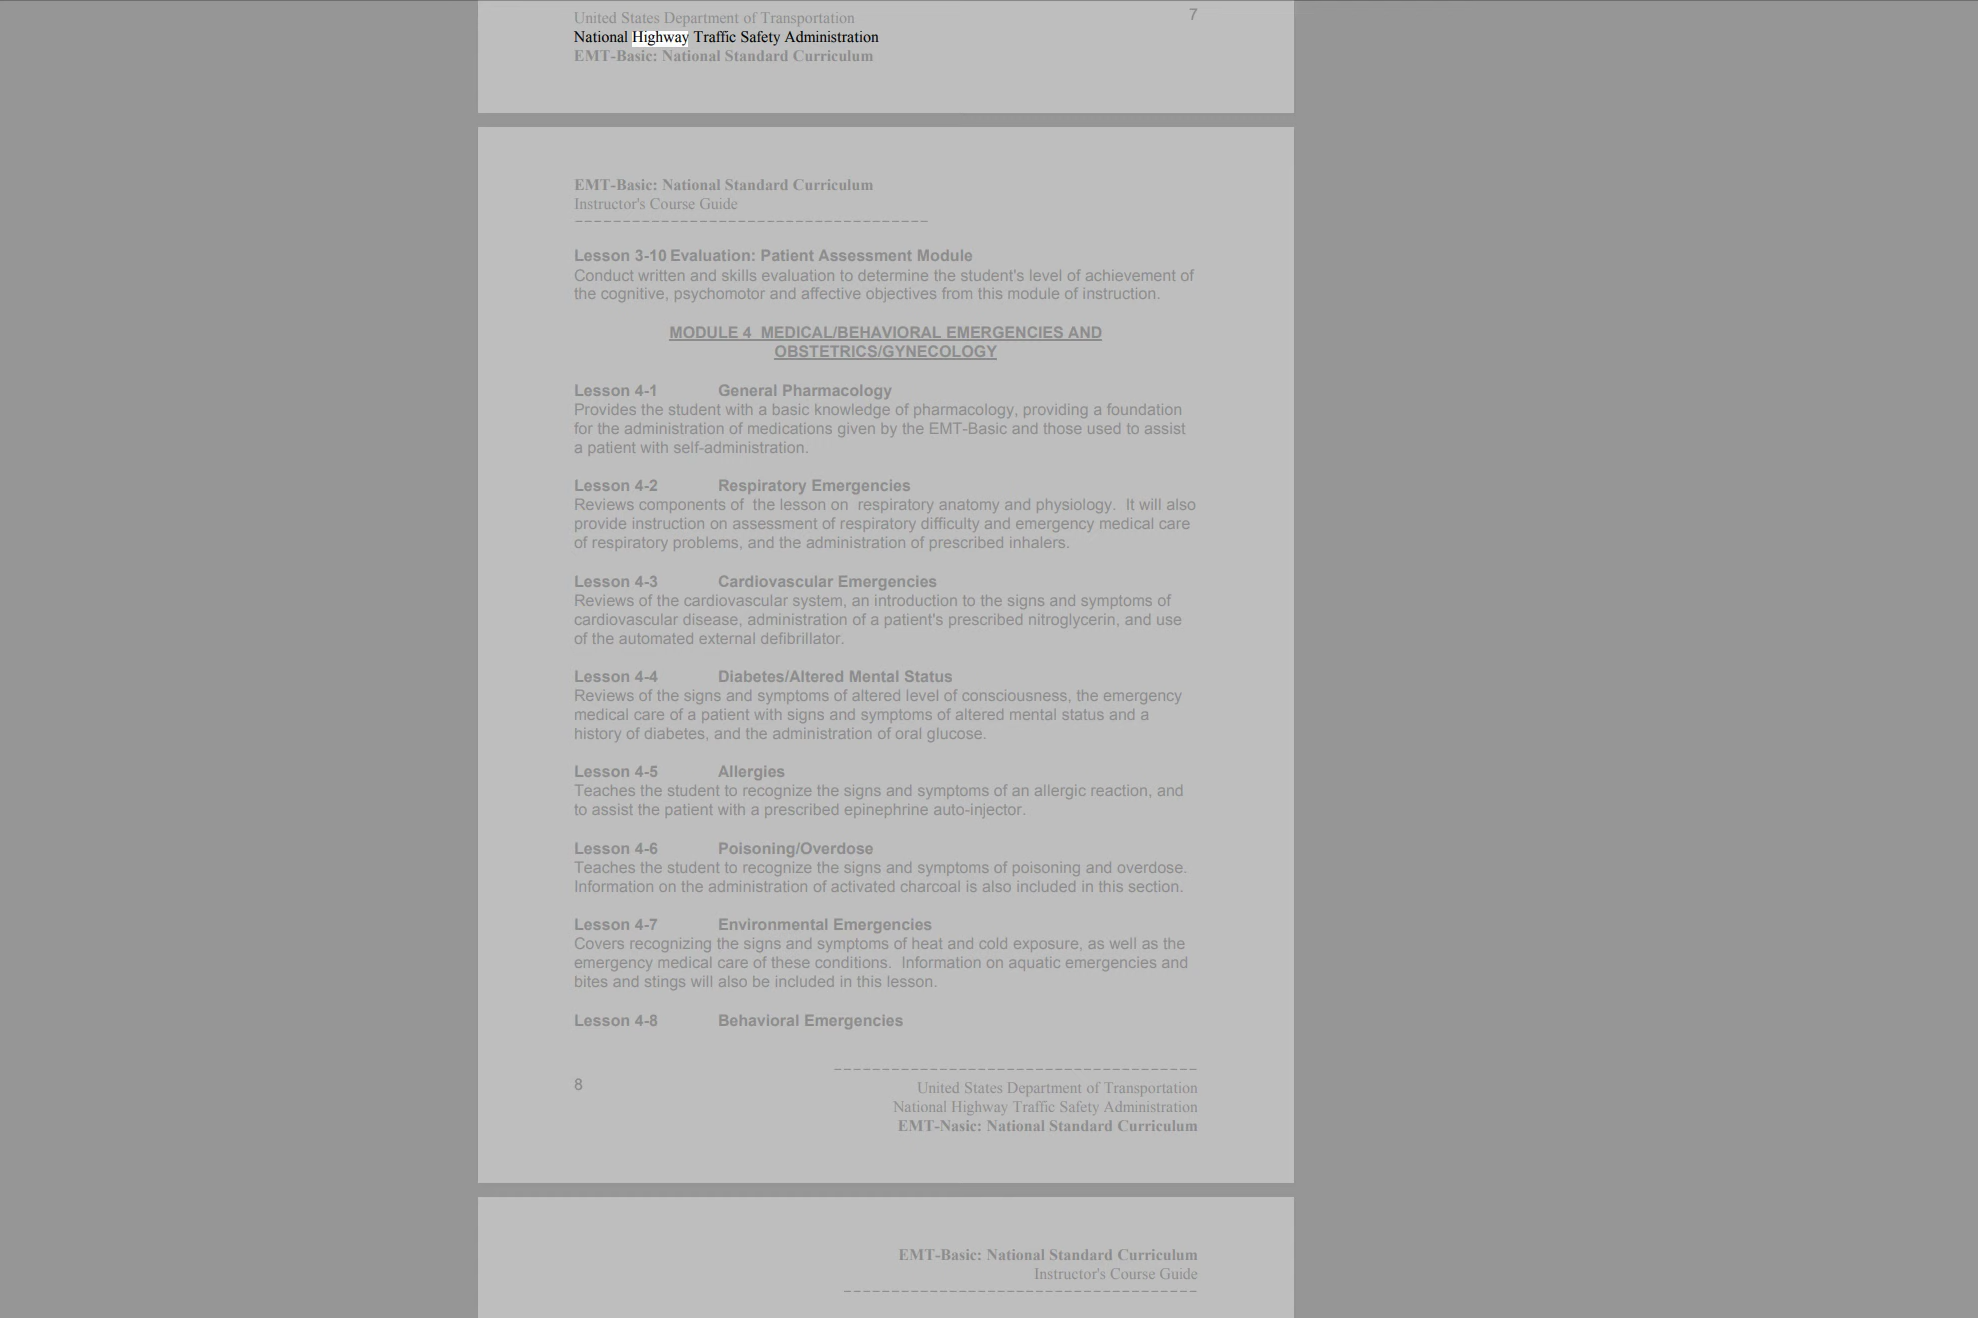 United States Department of Transportation
7
National Highway Traffic Safety Administration
EMT-Basic: National Standard Curriculum
EMT-Basic: National Standard Curriculum
Instructor's Course Guide
Lesson 3-10 Evaluation: Patient Assessment Module
Conduct written and skills evaluation to determine the student's level of achievement of
the cognitive, psychomotor and affective objectives from this module of instruction.
MODULE 4  MEDICAL/BEHAVIORAL EMERGENCIES AND
OBSTETRICS/GYNECOLOGY
Lesson 4-1 General Pharmacology
Provides the student with a basic knowledge of pharmacology, providing a foundation
for the administration of medications given by the EMT-Basic and those used to assist
a patient with self-administration.
Lesson 4-2 Respiratory Emergencies
Reviews components of  the lesson on  respiratory anatomy and physiology.  It will also
provide instruction on assessment of respiratory difficulty and emergency medical care
of respiratory problems, and the administration of prescribed inhalers.
Lesson 4-3 Cardiovascular Emergencies
Reviews of the cardiovascular system, an introduction to the signs and symptoms of
cardiovascular disease, administration of a patient's prescribed nitroglycerin, and use
of the automated external defibrillator.
Lesson 4-4 Diabetes/Altered Mental Status
Reviews of the signs and symptoms of altered level of consciousness, the emergency
medical care of a patient with signs and symptoms of altered mental status and a
history of diabetes, and the administration of oral glucose.
Lesson 4-5 Allergies
Teaches the student to recognize the signs and symptoms of an allergic reaction, and
to assist the patient with a prescribed epinephrine auto-injector.
Lesson 4-6 Poisoning/Overdose
Teaches the student to recognize the signs and symptoms of poisoning and overdose.
Information on the administration of activated charcoal is also included in this section.
Lesson 4-7 Environmental Emergencies
Covers recognizing the signs and symptoms of heat and cold exposure, as well as the
emergency medical care of these conditions.  Information on aquatic emergencies and
bites and stings will also be included in this lesson.
Lesson 4-8 Behavioral Emergencies
8
United States Department of Transportation
National Highway Traffic Safety Administration
EMT-Nasic: National Standard Curriculum
EMT-Basic: National Standard Curriculum
Instructor's Course Guide